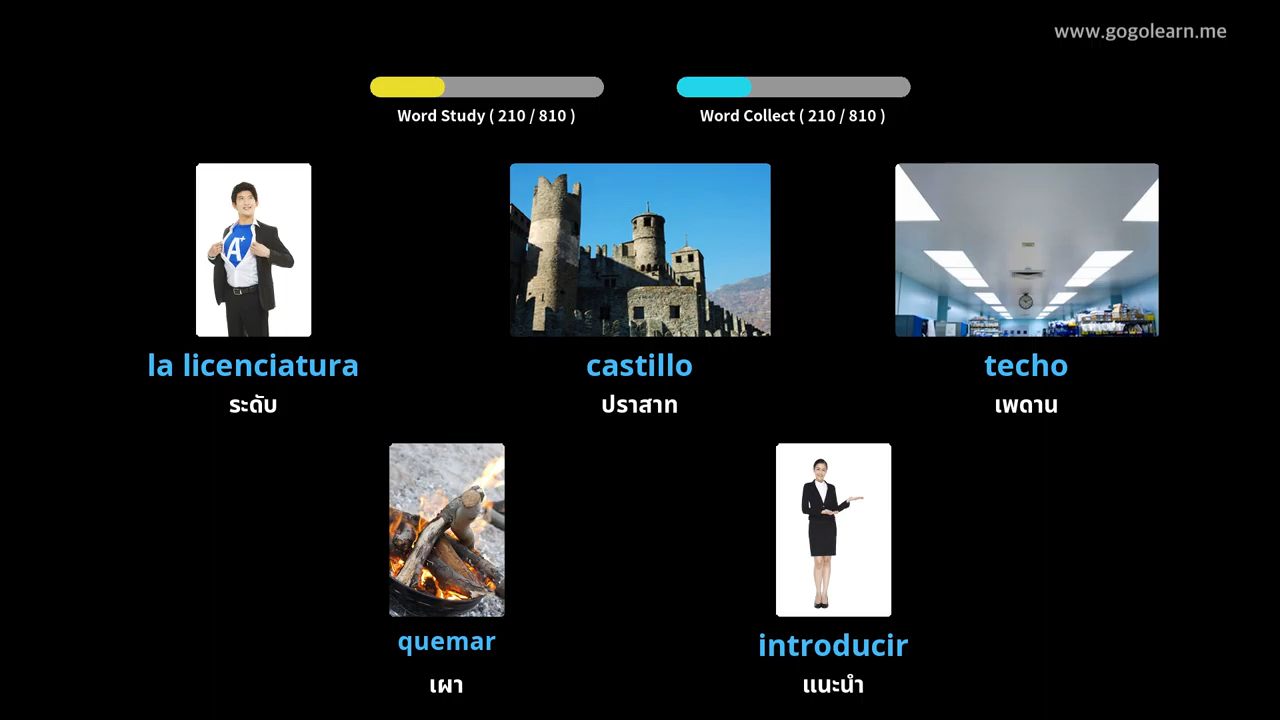 www.gogolearn.me
Word Study ( 210 / 810 )
Word Collect ( 210 / 810 )
A+
la licenciatura
ระดับ
castillo
ปราสาท
techo
เพดาน
quemar
เผา
introducir
แนะนำ